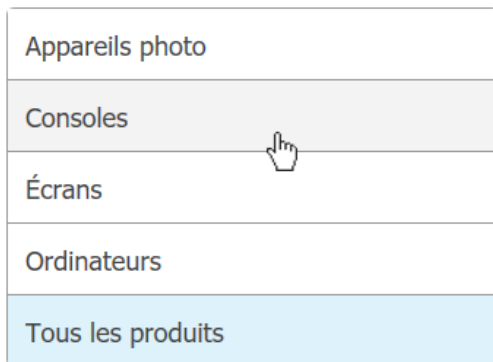 Appareils photo
Consoles
Écrans
Ordinateurs
Tous les produits